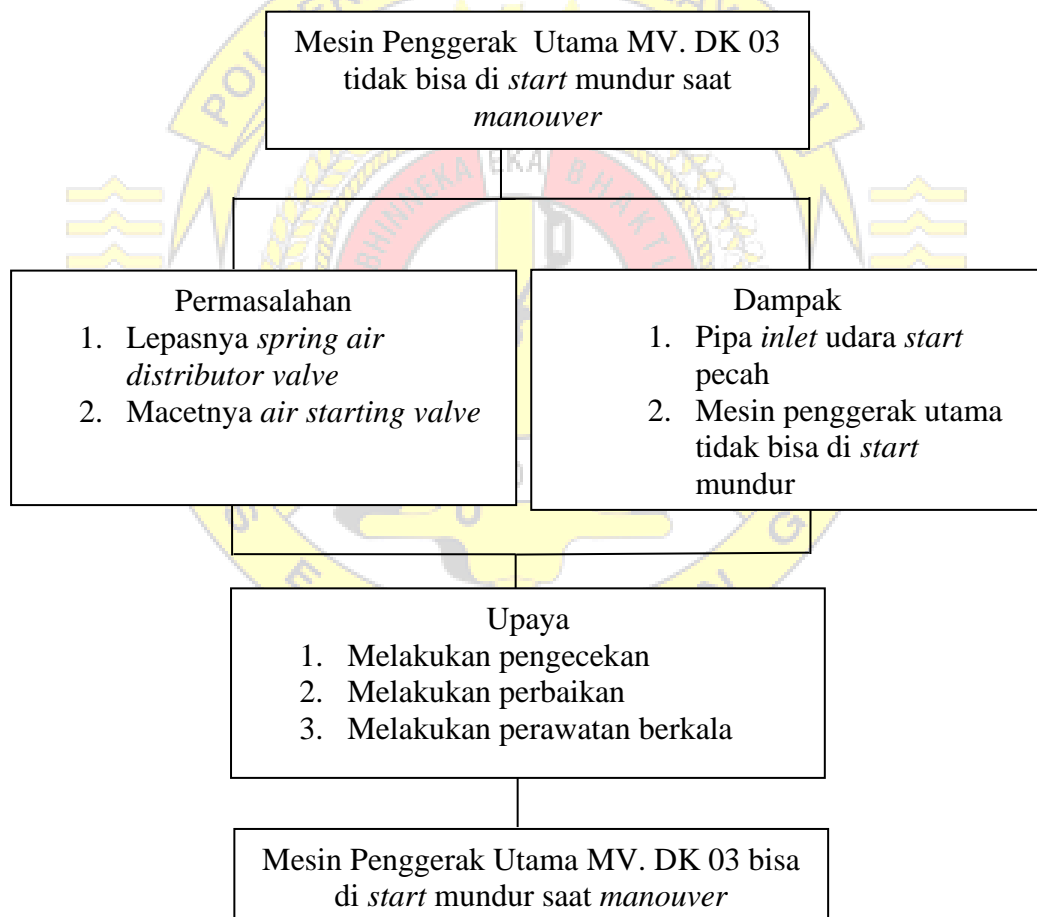 Mesin Penggerak Utama MV. DK 03
tidak bisa di start mundur saat
manouver
BHINNEKA EKA BHAKTI
Permasalahan
1. Lepasnya spring air
distributor valve
2. Macetnya air starting valve
Dampak
1. Pipa inlet udara start
pecah
2. Mesin penggerak utama
tidak bisa di start
mundur
Upaya
1. Melakukan pengecekan
2. Melakukan perbaikan
3. Melakukan perawatan berkala
Mesin Penggerak Utama MV. DK 03 bisa
di start mundur saat manouver